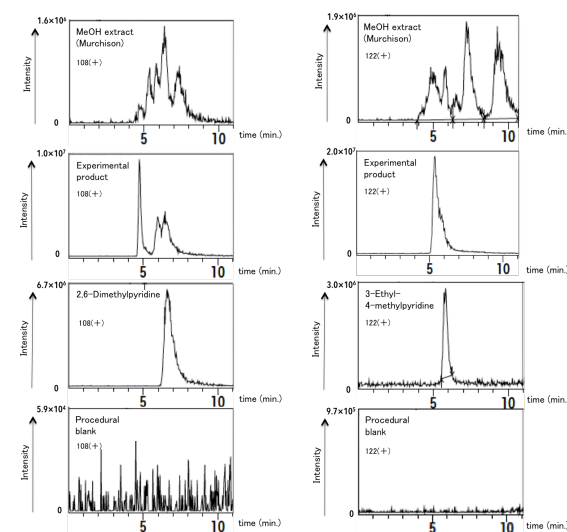 1.6×10⁶
MeOH extract
(Murchison)
108(+)
Intensity
0
5
10
time (min.)
1.0×10⁷
Experimental
product
108(+)
Intensity
0
5
10
time (min.)
6.7×10⁶
2,6-Dimethylpyridine
108(+)
Intensity
0
5
10
time (min.)
5.9×10⁴
Procedural
blank
108(+)
Intensity
0
5
10
time (min.)
1.9×10⁶
MeOH extract
(Murchison)
122(+)
Intensity
0
5
10
time (min.)
2.0×10⁷
Experimental
product
122(+)
Intensity
0
5
10
time (min.)
3.0×10⁶
3-Ethyl-
4-methylpyridine
122(+)
Intensity
0
5
10
time (min.)
9.7×10⁵
Procedural
blank
122(+)
Intensity
0
5
10
time (min.)